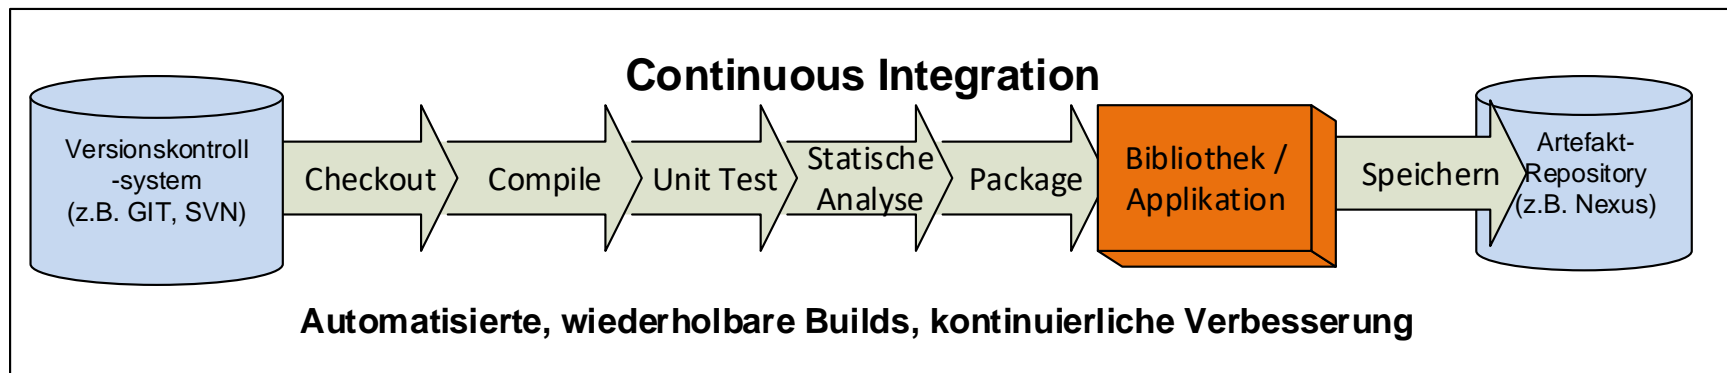 Continuous Integration
Versionskontroll
-system
(z.B. GIT, SVN)
Checkout
Compile
Unit Test
Statische
Analyse
Package
Bibliothek /
Applikation
Speichern
Artefakt-
Repository
(z.B. Nexus)
Automatisierte, wiederholbare Builds, kontinuierliche Verbesserung